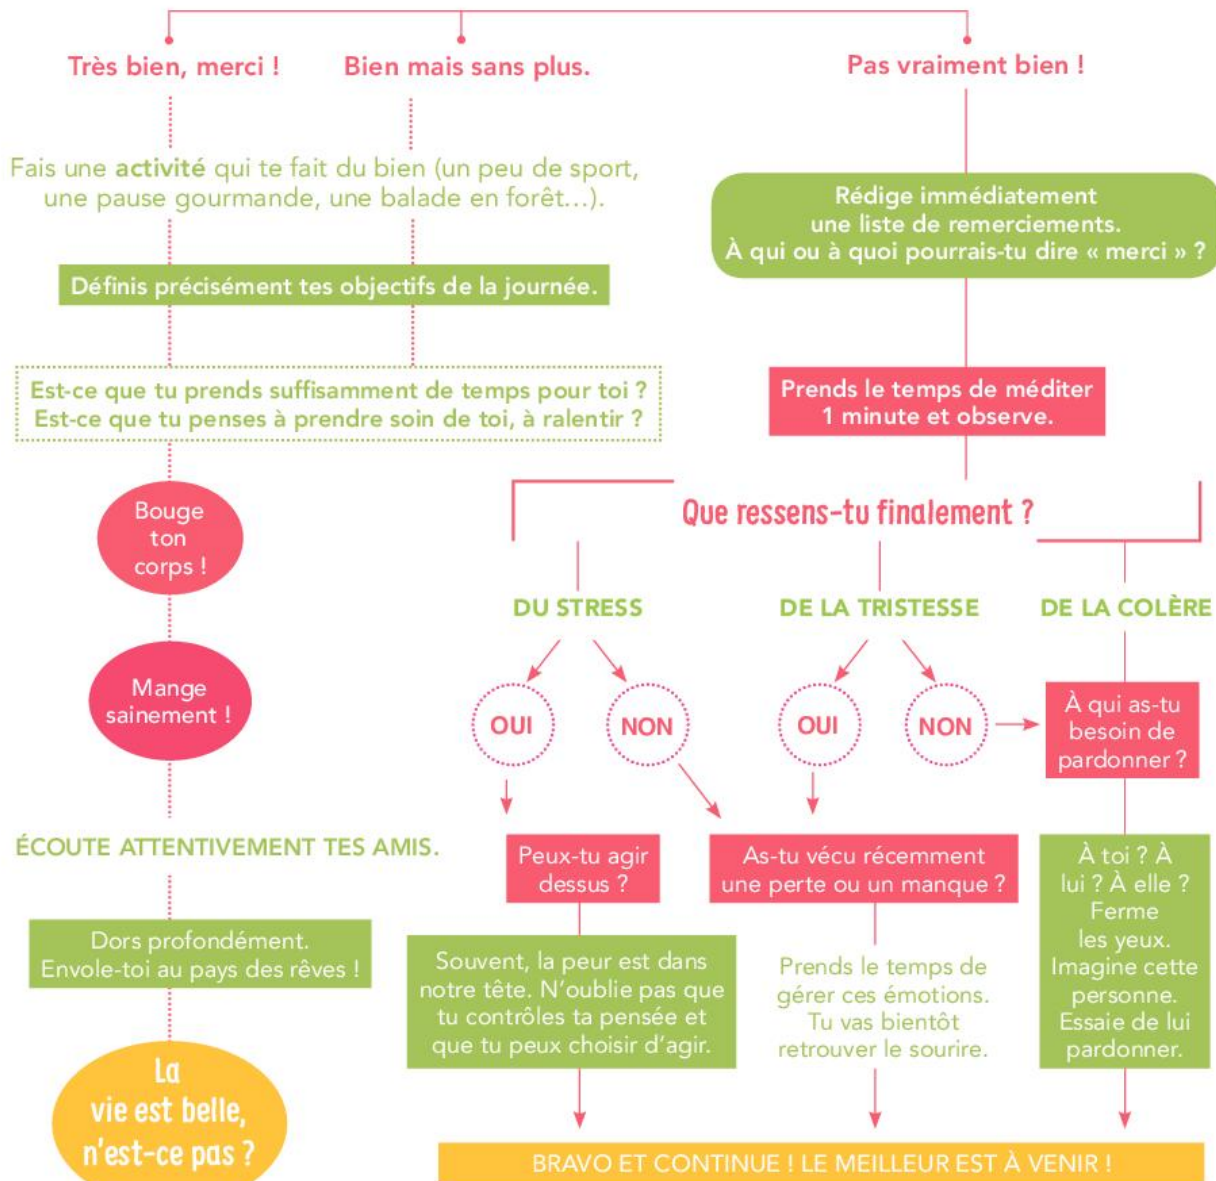 Très bien, merci !
Bien mais sans plus.
Pas vraiment bien !
Fais une activité qui te fait du bien (un peu de sport,
une pause gourmande, une balade en forêt...).
Définis précisément tes objectifs de la journée.
Est-ce que tu prends suffisamment de temps pour toi ?
Est-ce que tu penses à prendre soin de toi, à ralentir ?
Bouge
ton
corps !
Mange
sainement !
ÉCOUTE ATTENTIVEMENT TES AMIS.
Dors profondément.
Envole-toi au pays des rêves !
La
vie est belle,
n'est-ce pas ?
Rédige immédiatement
une liste de remerciements.
À qui ou à quoi pourrais-tu dire « merci » ?
Prends le temps de méditer
1 minute et observe.
Que ressens-tu finalement ?
DU STRESS
OUI
NON
Peux-tu agir
dessus ?
Souvent, la peur est dans
notre tête. N'oublie pas que
tu contrôles ta pensée et
que tu peux choisir d'agir.
DE LA TRISTESSE
OUI
NON
As-tu vécu récemment
une perte ou un manque ?
Prends le temps de
gérer ces émotions.
Tu vas bientôt
retrouver le sourire.
DE LA COLÈRE
À qui as-tu
besoin de
pardonner ?
À toi ? À
lui ? À elle ?
Ferme
les yeux.
Imagine cette
personne.
Essaie de lui
pardonner.
BRAVO ET CONTINUE ! LE MEILLEUR EST À VENIR !